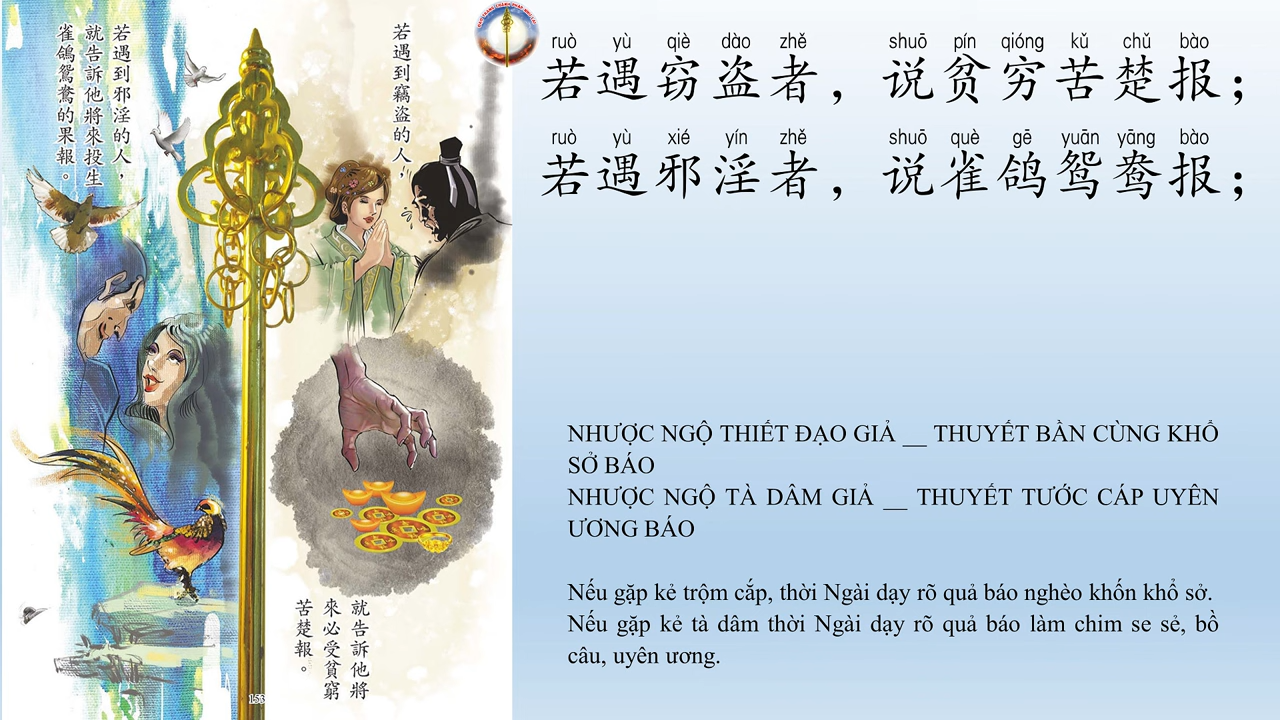 若遇到竊盜的人，
就告訴他將
來必受貧窮
苦楚報。
若遇到邪淫的人，
就告訴他將來投生
雀鴿鴛鴦的果報。
ruò yù qiè dào zhě shuō pín qióng kǔ chǔ bào
若遇窃盗者，说贫穷苦楚报；
ruò yù xié yín zhě shuō què gē yuān yāng bào
若遇邪淫者，说雀鸽鸳鸯报；
NHƯỢC NGỘ THIẾT ĐẠO GIẢ __ THUYẾT BẦN CÙNG KHỔ
SỞ BÁO
NHƯỢC NGỘ TÀ DÂM GIẢ __ THUYẾT TƯỚC CÁP UYÊN
ƯƠNG BÁO
Nếu gặp kẻ trộm cắp, thời Ngài dạy rõ quả báo nghèo khôn khổ sở.
Nếu gặp kẻ tà dâm thời Ngài dạy rõ quả báo làm chim se sẻ, bồ
câu, uyên ương.